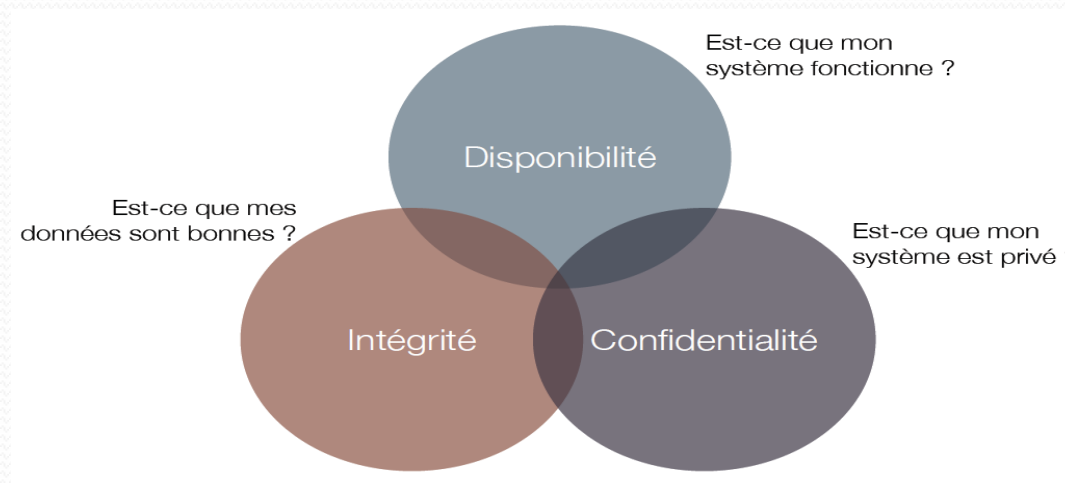 Est-ce que mon
système fonctionne ?
Disponibilité
Est-ce que mes
données sont bonnes ?
Est-ce que mon
système est privé
Intégrité
Confidentialité